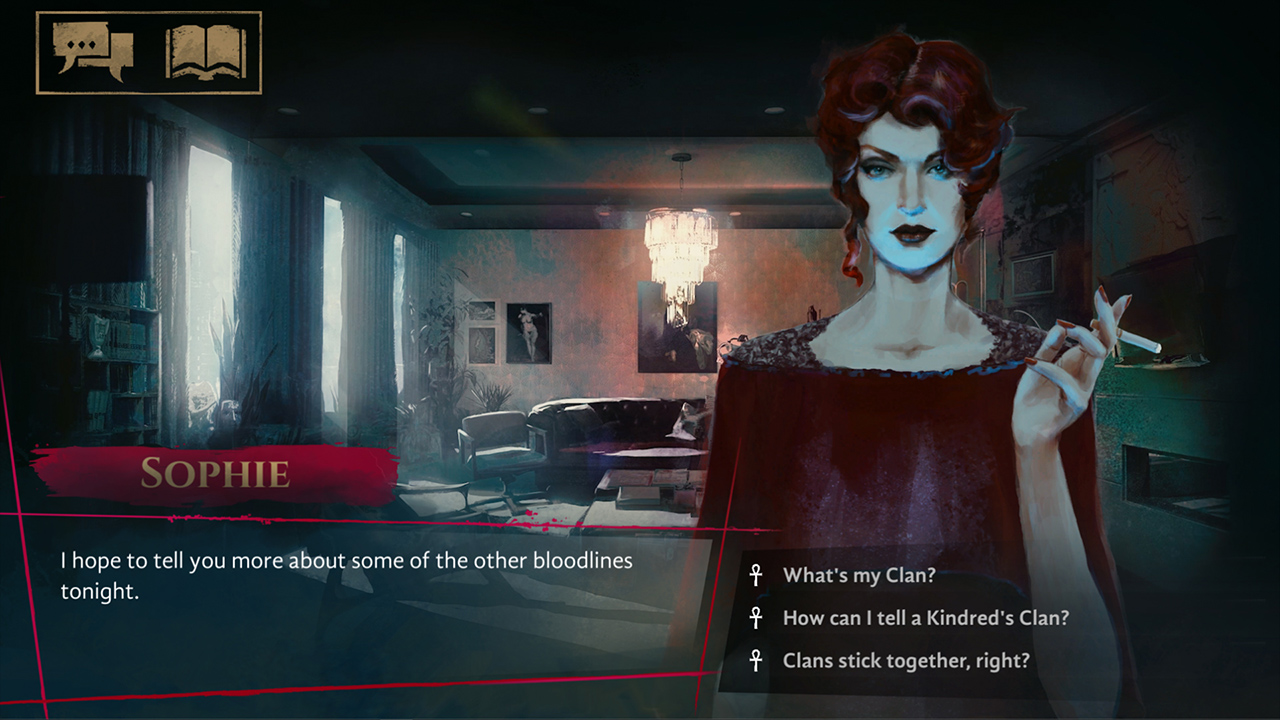 SOPHIE
I hope to tell you more about some of the other bloodlines
tonight.
What's my Clan?
How can I tell a Kindred's Clan?
Clans stick together, right?